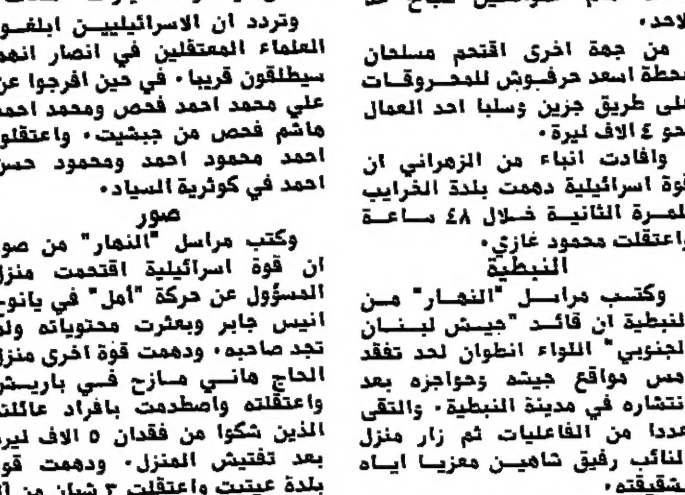 الاحد.
من جهة اخرى اقتحم مسلحان
محطة اسعد حرفوش للمحروقات
على طريق جزين وسلبا احد العمال
نحو ٤ الاف ليرة.
وافادت انباء من الزهراني ان
قوة اسرائيلية دهمت بلدة الخرايب
للمرة الثانية خلال ٤٨ ساعة
واعتقلت محمود غازي.
النبطية
وكتب مراسل "النهار" من
النبطية ان قائد "جيش لبنان
الجنوبي" اللواء انطوان لحد تفقد
امس مواقع جيشه وحواجزه بعد
انتشاره في مدينة النبطية. والتقى
عددا من الفاعليات ثم زار منزل
النائب رفيق شاهين معزيا اياه
بشقيقته.
وتردد ان الاسرائيليين ابلغوا
العلماء المعتقلين في انصار انهم
سيطلقون قريبا. في حين افرجوا عن
علي محمد احمد فحص ومحمد احمد
هاشم فحص من جبشيت. واعتقلوا
احمد محمود احمد ومحمود حسن
احمد في كوثرية السياد.
صور
وكتب مراسل "النهار" من صور
ان قوة اسرائيلية اقتحمت منزل
المسؤول عن حركة "امل" في يانوح
انيس جابر وبعثرت محتوياته ولم
تجد صاحبه. ودهمت قوة اخرى منزل
الحاج هاني مازح في باريش
واعتقلته واصطدمت بافراد عائلته
الذين شكوا من فقدان ٥ الاف ليرة
بعد تفتيش المنزل. ودهمت قوة
بلدة عيتيت واعتقلت ٣ شبان من